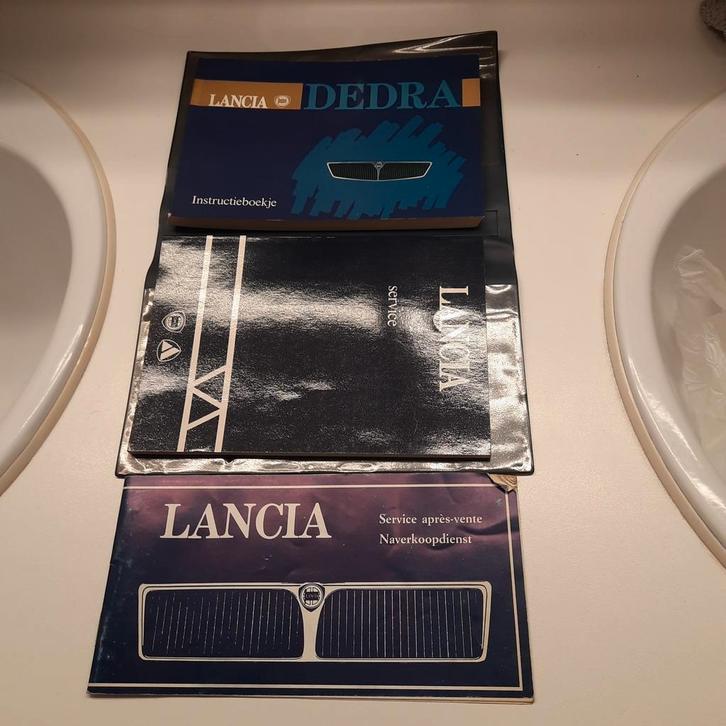 LANCIA DEDRA
Instructieboekje
LANCIA
service
LANCIA
Service après-vente
Naverkoopdienst